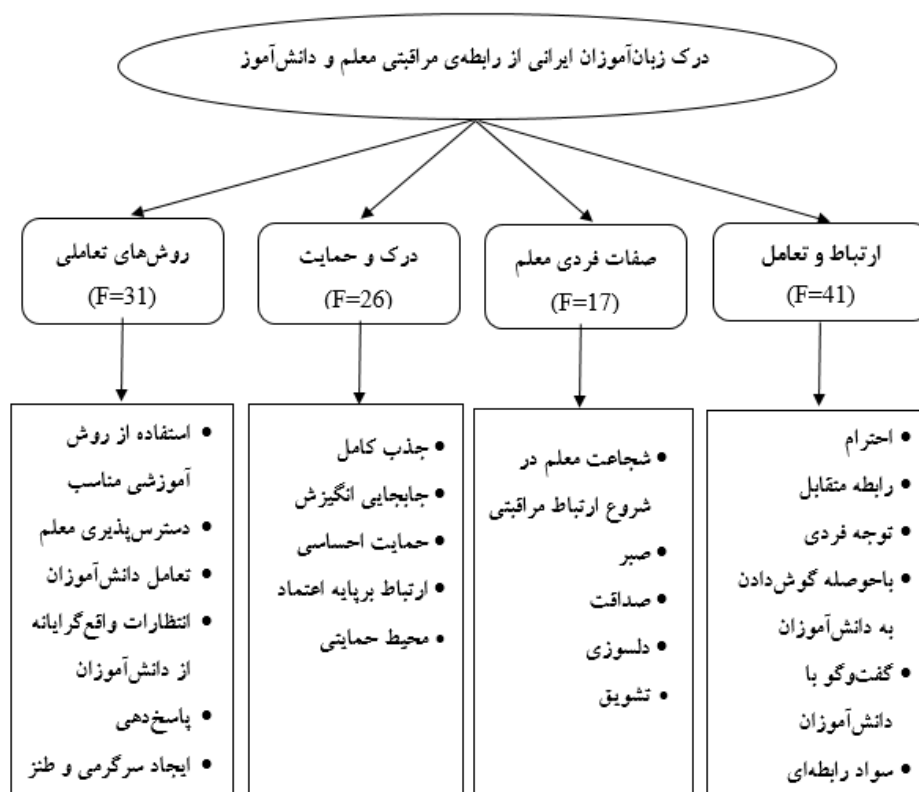 درک زبان‌آموزان ایرانی از رابطه‌ی مراقبتی معلم و دانش‌آموز
ارتباط و تعامل
(F=41)
صفات فردی معلم
(F=17)
درک و حمایت
(F=26)
روش‌های تعاملی
(F=31)
• احترام
• رابطه متقابل
• توجه فردی
• باحوصله گوش‌دادن
به دانش‌آموزان
• گفت‌وگو با
دانش‌آموزان
• سواد رابطه‌ای
• شجاعت معلم در
شروع ارتباط مراقبتی
• صبر
• صداقت
• دلسوزی
• تشویق
• جذب کامل
• جابجایی انگیزش
• حمایت احساسی
• ارتباط برپایه اعتماد
• محیط حمایتی
• استفاده از روش
آموزشی مناسب
• دسترس‌پذیری معلم
• تعامل دانش‌آموزان
• انتظارات واقع‌گرایانه
از دانش‌آموزان
• پاسخ‌دهی
• ایجاد سرگرمی و طنز